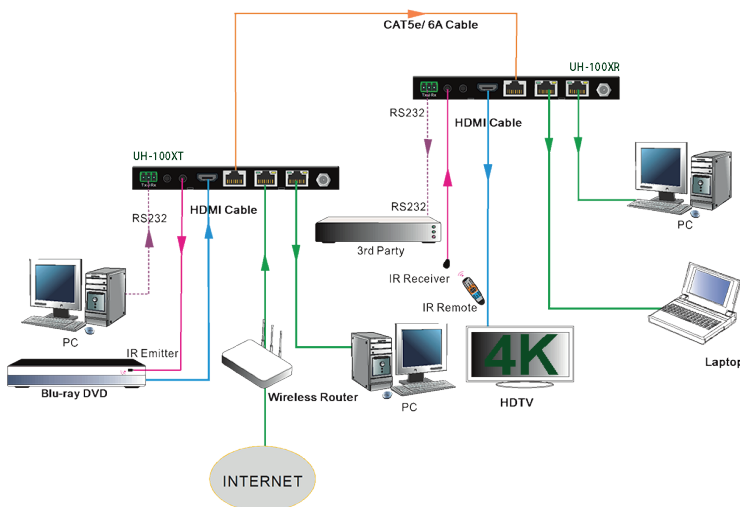 CAT5e/ 6A Cable
UH-100XR
RS232
HDMI Cable
UH-100XT
HDMI Cable
RS232
RS232
3rd Party
PC
IR Receiver
IR Remote
PC
IR Emitter
4K
Laptop
Blu-ray DVD
Wireless Router
PC
HDTV
INTERNET